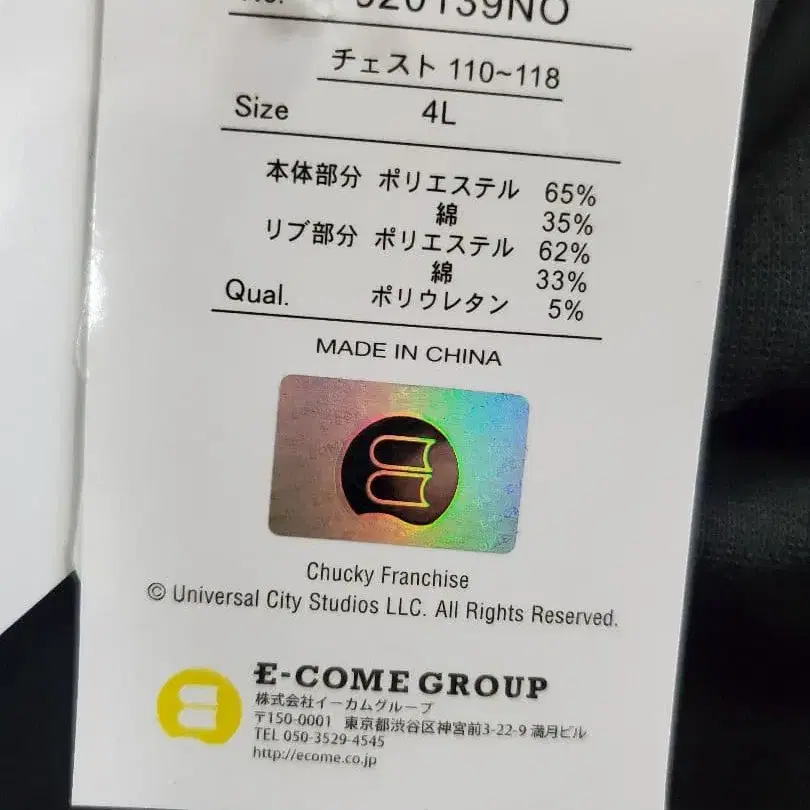 チェスト 110~118
Size 4L
本体部分 ポリエステル 65%
綿 35%
リブ部分 ポリエステル 62%
綿 33%
Qual. ポリウレタン 5%
MADE IN CHINA
Chucky Franchise
© Universal City Studios LLC. All Rights Reserved.
E-COME GROUP
株式会社イーカムグループ
〒150-0001 東京都渋谷区神宮前3-22-9 満月ビル
TEL 050-3529-4545
http://ecome.co.jp